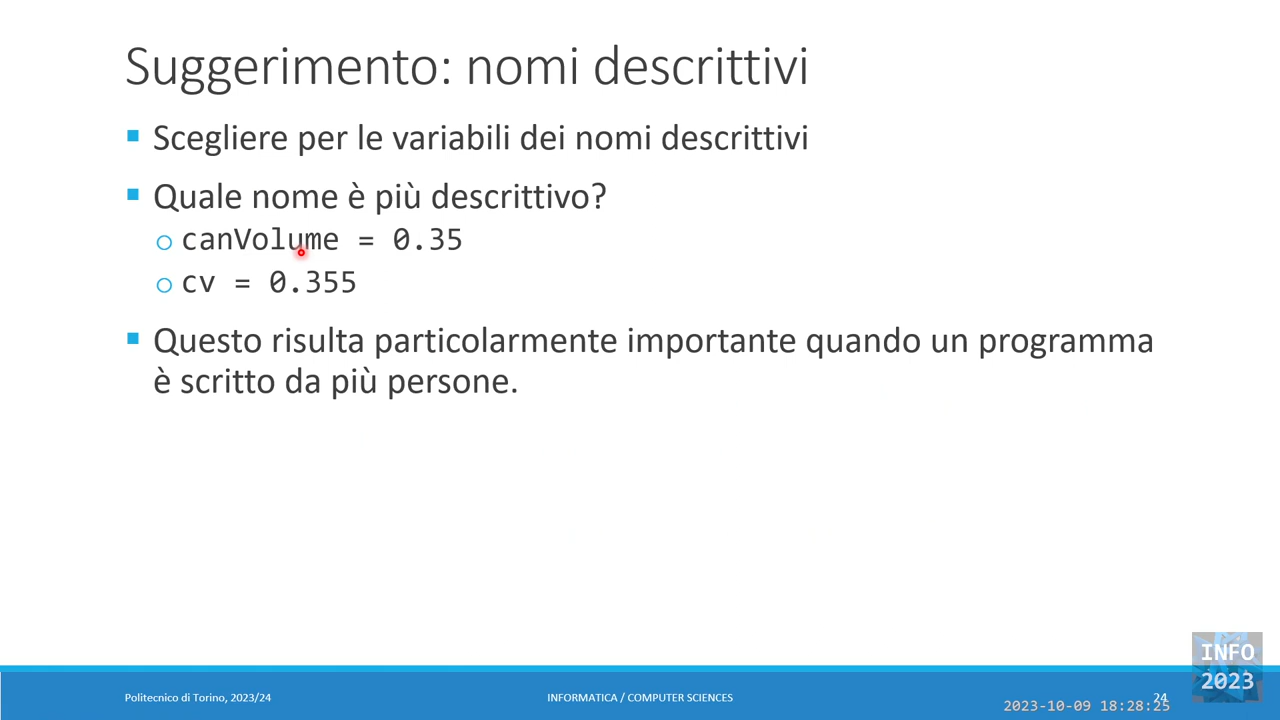 Suggerimento: nomi descrittivi
Scegliere per le variabili dei nomi descrittivi
Quale nome è più descrittivo?
canVolume = 0.35
cv = 0.355
Questo risulta particolarmente importante quando un programma
è scritto da più persone.
INFO
2023
Politecnico di Torino, 2023/24
INFORMATICA / COMPUTER SCIENCES
24
2023-10-09 18:28:25